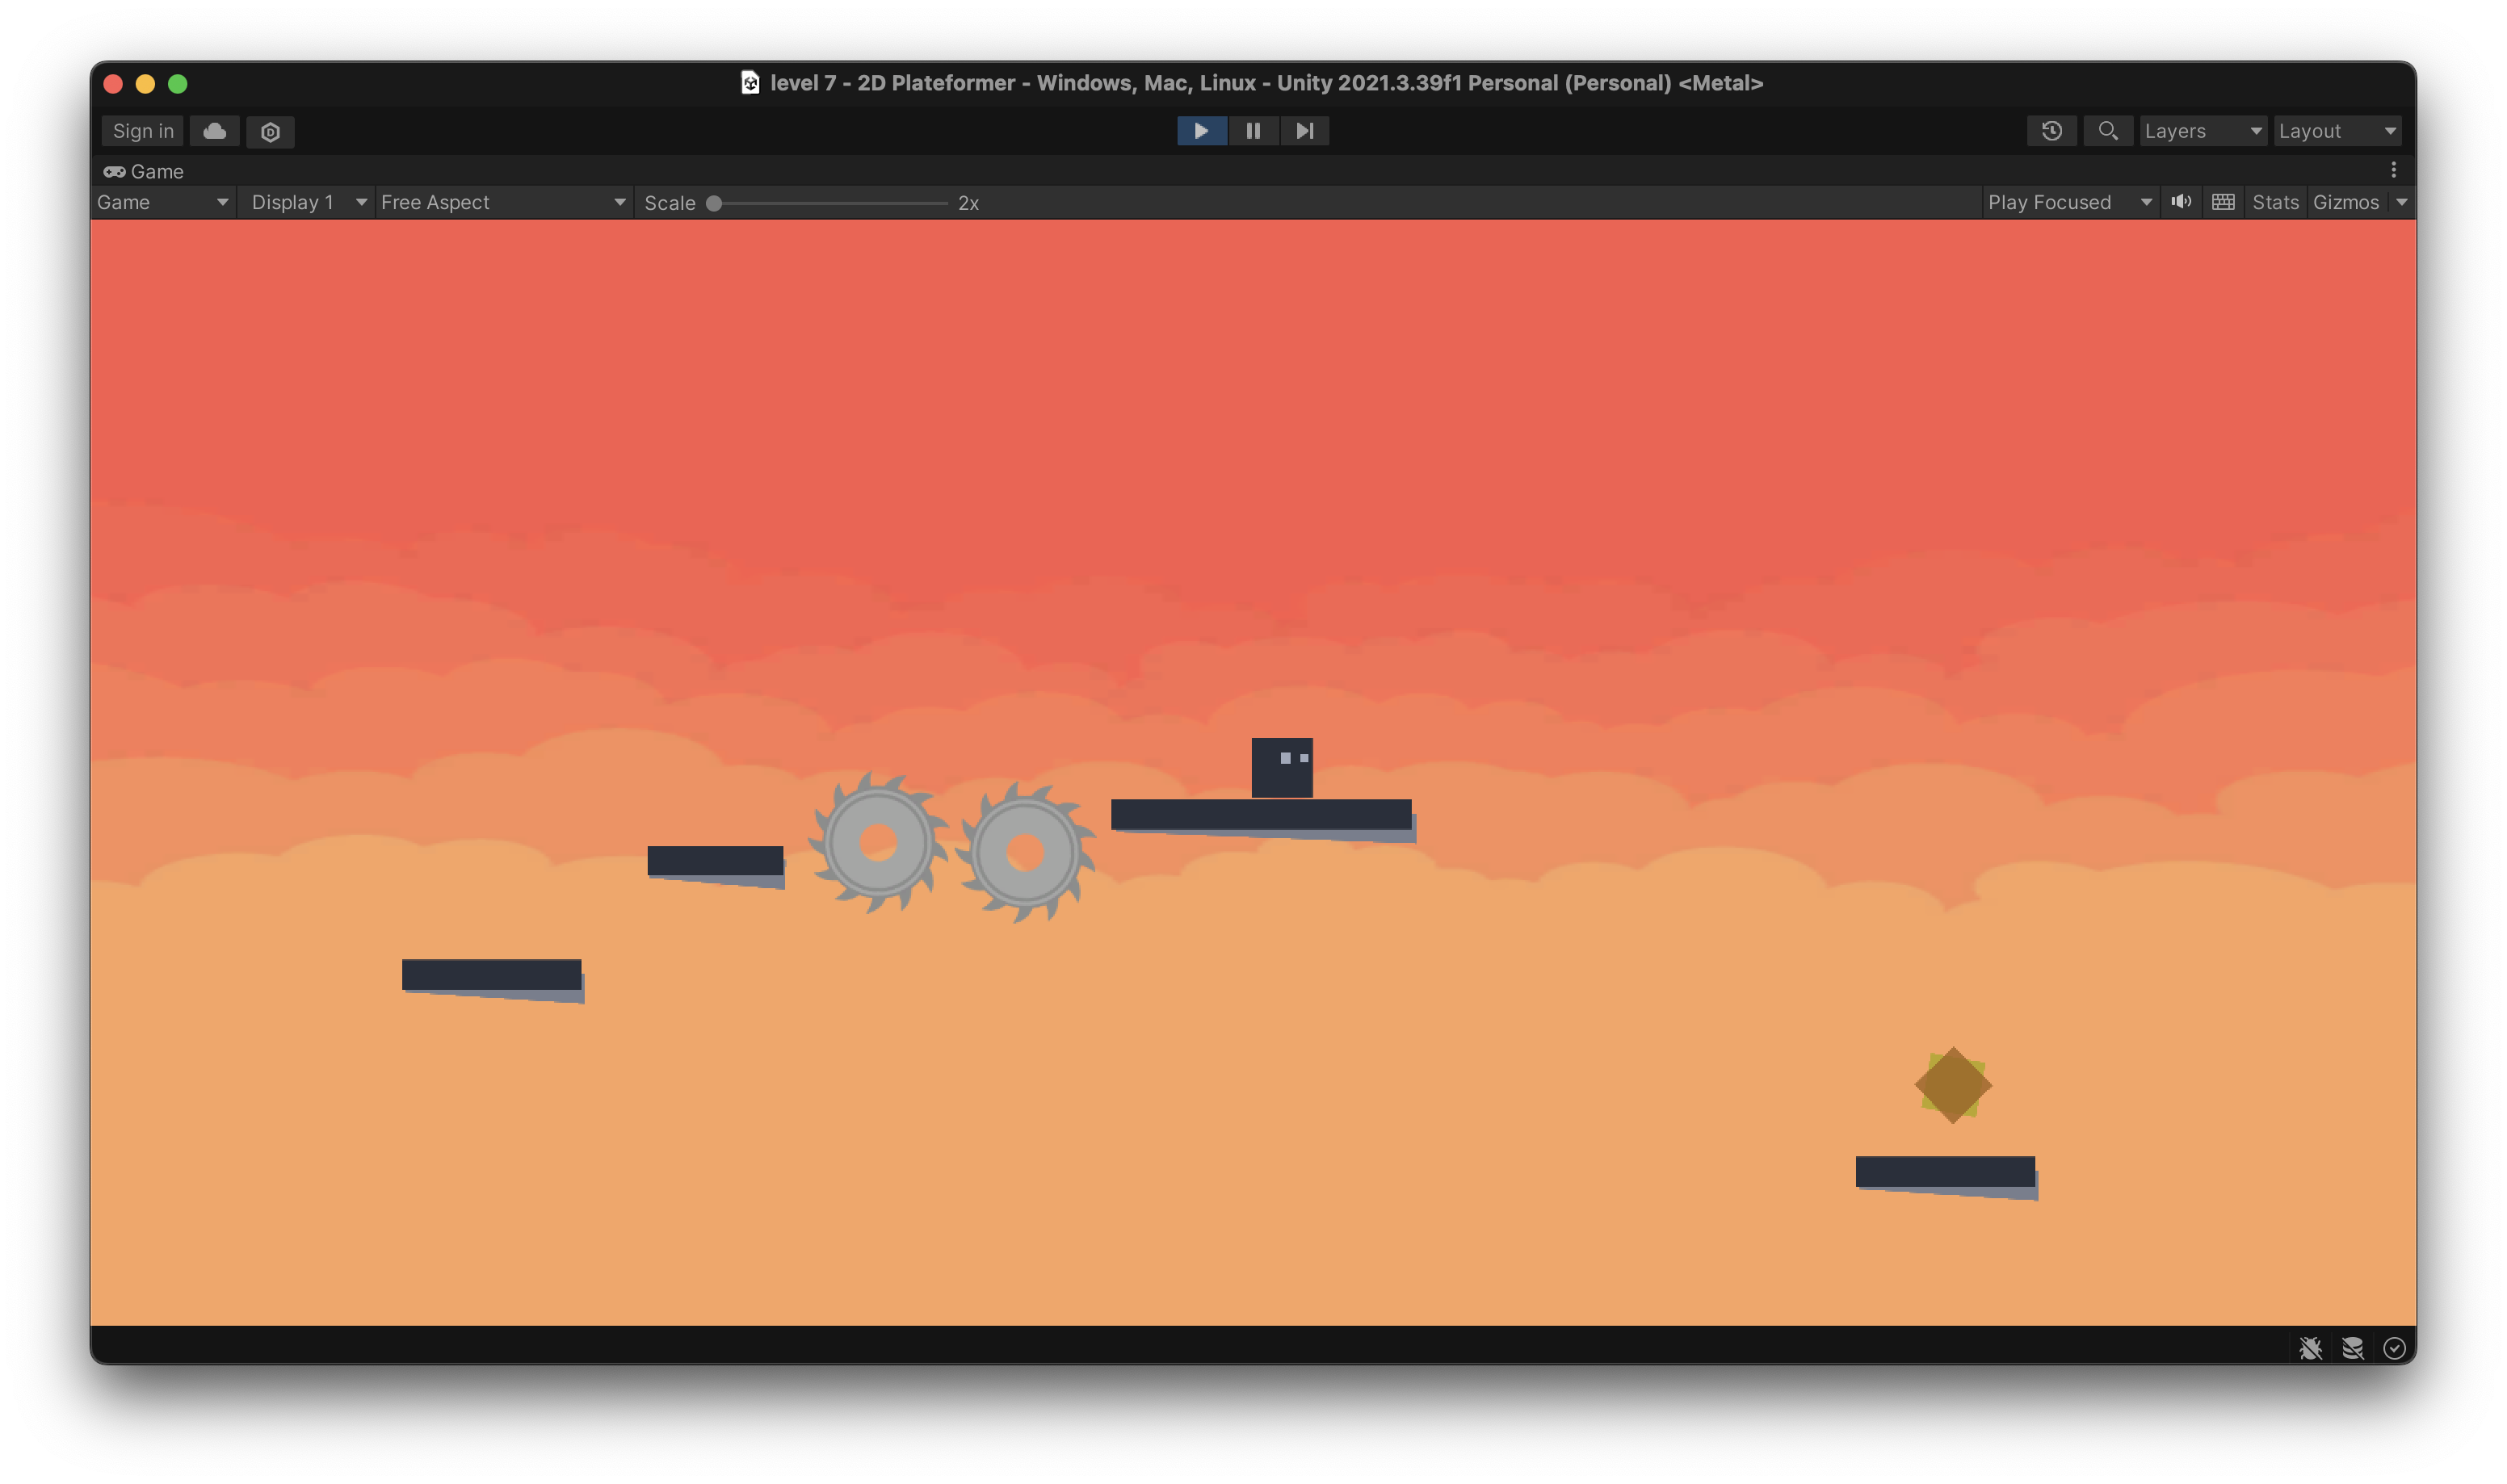 level 7 - 2D Plateformer - Windows, Mac, Linux - Unity 2021.3.39f1 Personal (Personal) <Metal>
Sign in
Layers
Layout
Game
Game
Display 1
Free Aspect
Scale
2x
Play Focused
Stats
Gizmos